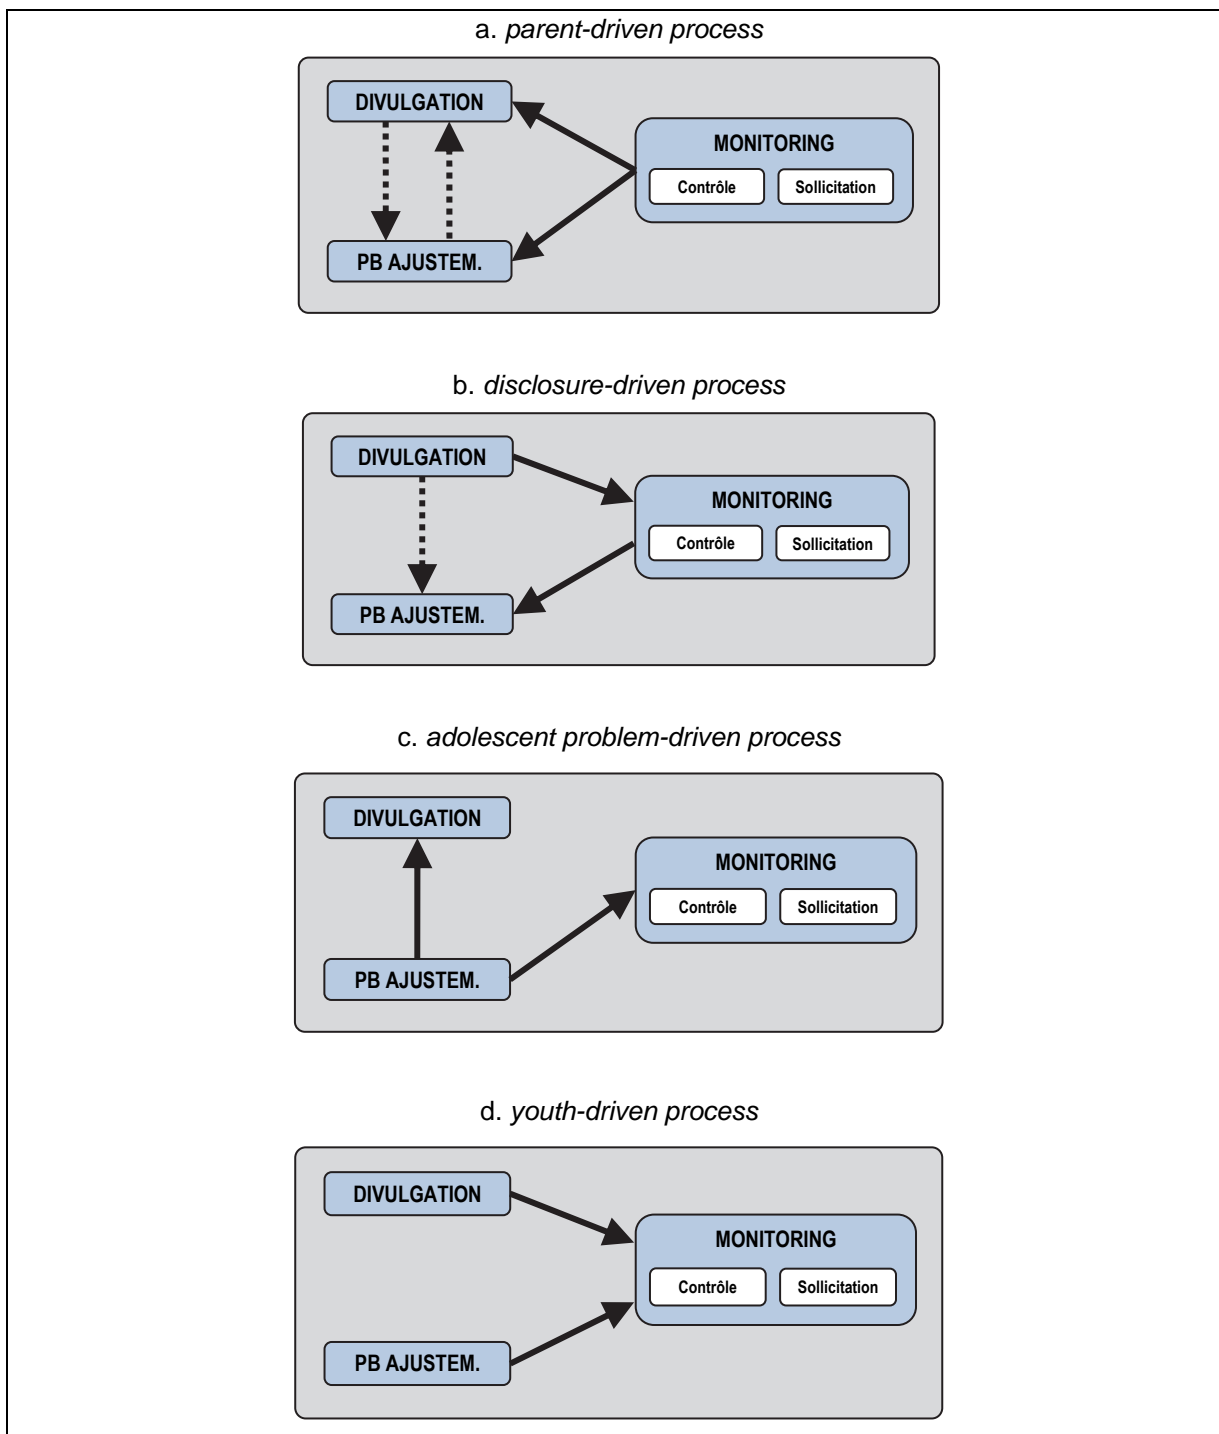 a. parent-driven process
DIVULGATION
MONITORING
Contrôle Sollicitation
PB AJUSTEM.
b. disclosure-driven process
DIVULGATION
MONITORING
Contrôle Sollicitation
PB AJUSTEM.
c. adolescent problem-driven process
DIVULGATION
MONITORING
Contrôle Sollicitation
PB AJUSTEM.
d. youth-driven process
DIVULGATION
MONITORING
Contrôle Sollicitation
PB AJUSTEM.